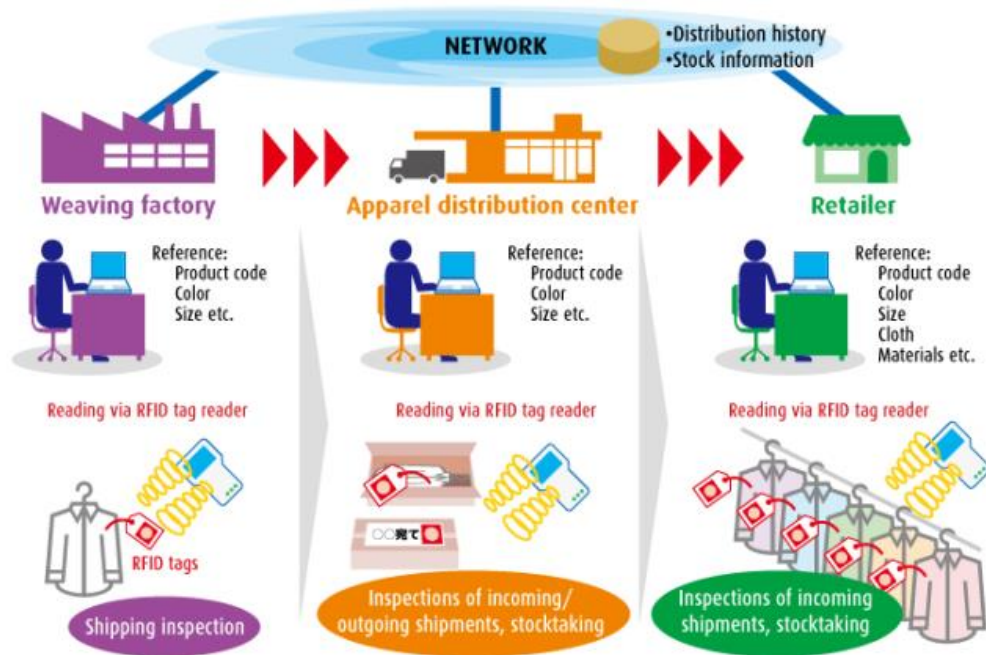 NETWORK
•Distribution history
•Stock information
Weaving factory
Apparel distribution center
Retailer
Reference:
Product code
Color
Size etc.
Reference:
Product code
Color
Size etc.
Reference:
Product code
Color
Size
Cloth
Materials etc.
Reading via RFID tag reader
Reading via RFID tag reader
Reading via RFID tag reader
RFID tags
〇〇宛て
Shipping inspection
Inspections of incoming/
outgoing shipments, stocktaking
Inspections of incoming
shipments, stocktaking